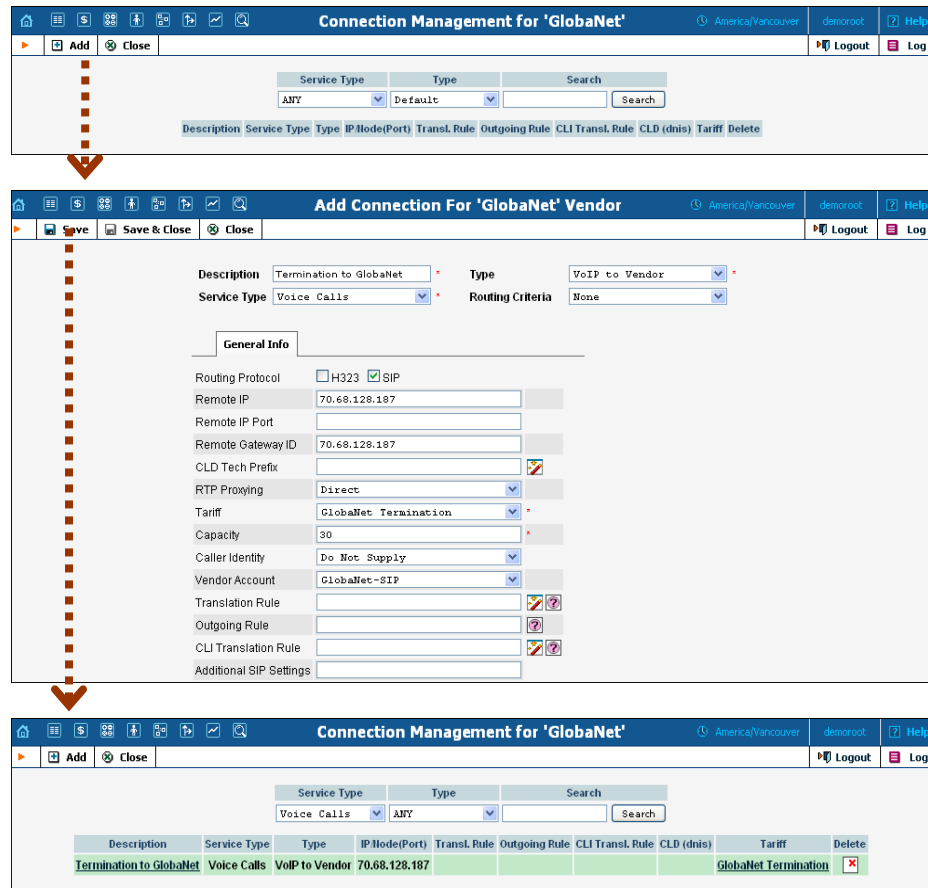 Connection Management for 'GlobaNet' America/Vancouver demoroot ? Help
Add Close Logout Log
Service Type Type Search
ANY Default Search
Description Service Type Type IP/Node(Port) Transl. Rule Outgoing Rule CLI Transl. Rule CLD (dnis) Tariff Delete
Add Connection For 'GlobaNet' Vendor America/Vancouver demoroot ? Help
Save Save & Close Close Logout Log
Description Termination to GlobaNet * Type VoIP to Vendor *
Service Type Voice Calls * Routing Criteria None
General Info
Routing Protocol H323 SIP
Remote IP 70.68.128.187
Remote IP Port
Remote Gateway ID 70.68.128.187
CLD Tech Prefix
RTP Proxying Direct
Tariff GlobaNet Termination *
Capacity 30 *
Caller Identity Do Not Supply
Vendor Account GlobaNet-SIP
Translation Rule ?
Outgoing Rule ?
CLI Translation Rule ?
Additional SIP Settings
Connection Management for 'GlobaNet' America/Vancouver demoroot ? Help
Add Close Logout Log
Service Type Type Search
Voice Calls ANY Search
Description Service Type Type IP/Node(Port) Transl. Rule Outgoing Rule CLI Transl. Rule CLD (dnis) Tariff Delete
Termination to GlobaNet Voice Calls VoIP to Vendor 70.68.128.187 GlobaNet Termination